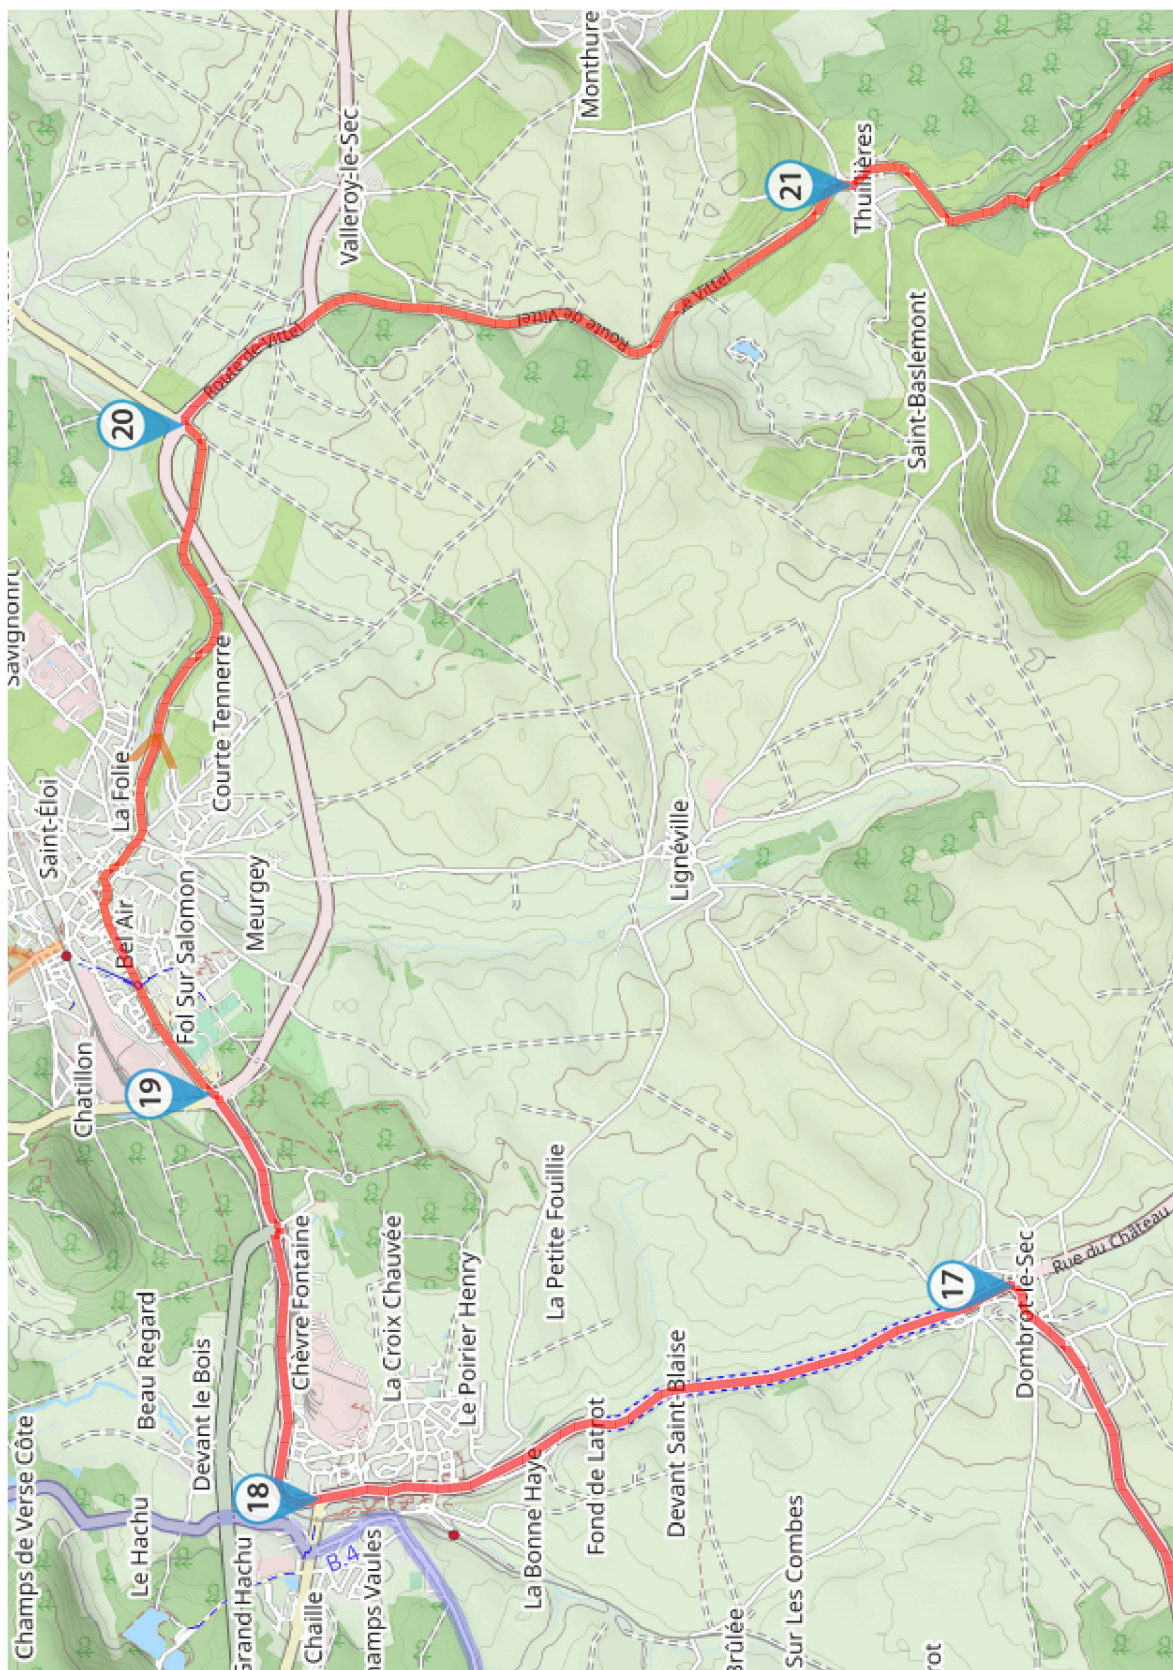 Champs de Verse Côte
Saint-Éloi
Chatillon
La Folie
20
Bel Air
Le Hachu
Beau Regard
19
Fol Sur Salomon
Devant le Bois
Courte Tennerre
Grand Hachu
Route de Vittel
Meurgey
18
Chèvre Fontaine
Chaille
B.4
Valleroy-le-Sec
hamps Vaules
La Croix Chauvée
Le Poirier Henry
Route de Vittel
La Bonne Haye
La Petite Fouillie
Monthure
Fond de Latrot
Route
Devant Saint-Blaise
Lignéville
e Vittel
Brûlée
21
Sur Les Combes
Thuillières
Saint-Baslemont
rot
17
Dombrot-le-Sec
Rue du Château